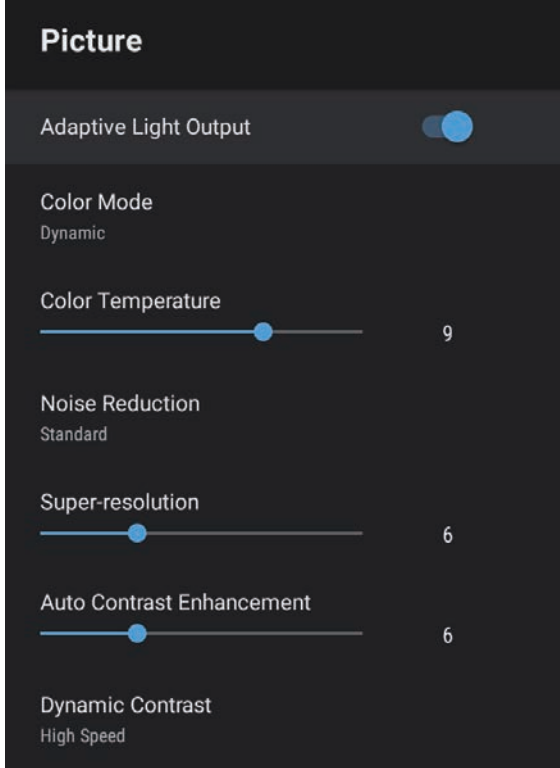 Picture
Adaptive Light Output
Color Mode
Dynamic
Color Temperature
9
Noise Reduction
Standard
Super-resolution
6
Auto Contrast Enhancement
6
Dynamic Contrast
High Speed